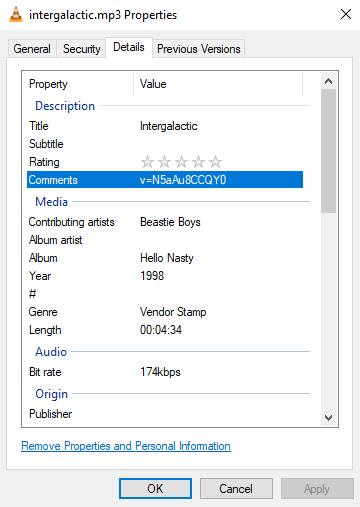 intergalactic.mp3 Properties
General Security Details Previous Versions
Property Value
Description
Title Intergalactic
Subtitle
Rating
Comments v=N5aAu8CCQY0
Media
Contributing artists Beastie Boys
Album artist
Album Hello Nasty
Year 1998
#
Genre Vendor Stamp
Length 00:04:34
Audio
Bit rate 174kbps
Origin
Publisher
Remove Properties and Personal Information
OK Cancel Apply